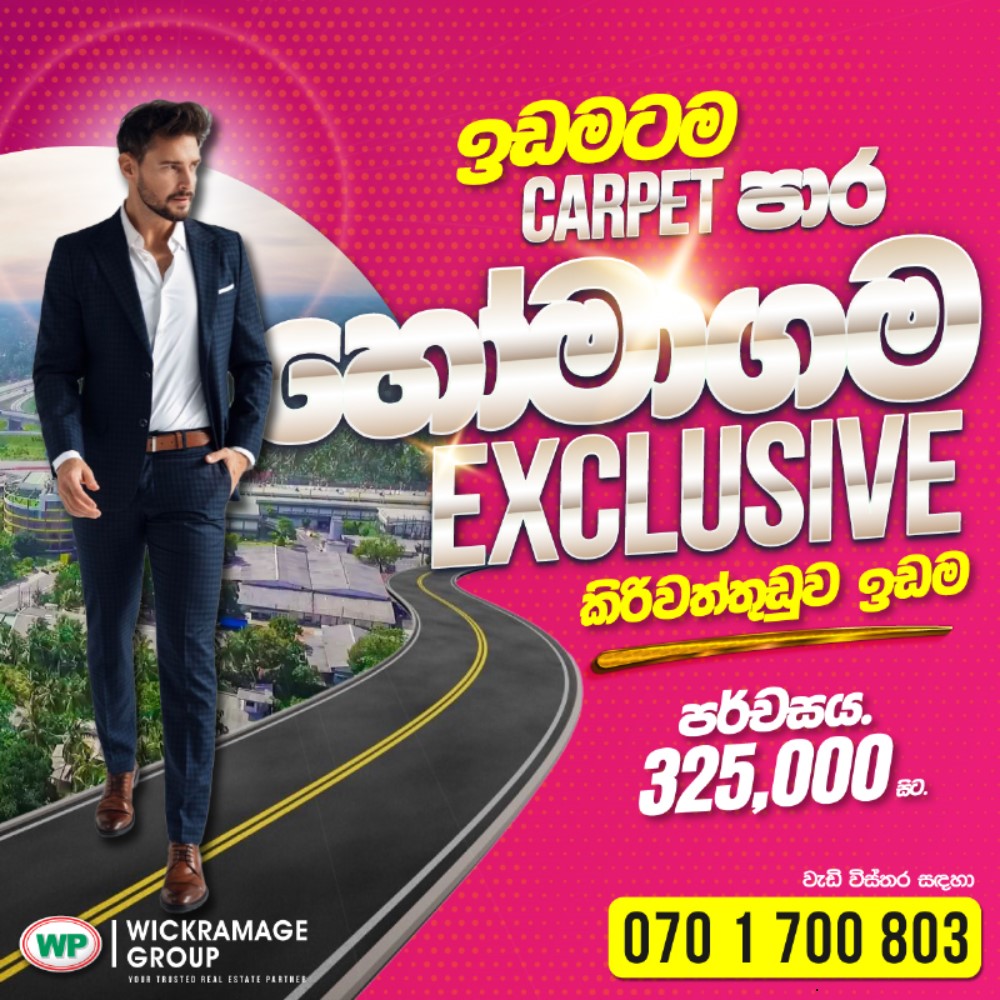 ඉඩමටම
CARPET පාර
හෝමාගම
EXCLUSIVE
කිරිවත්තුඩුව ඉඩම
පර්චසය.
325,000 සිට.
වැඩි විස්තර සඳහා
070 1 700 803
WP
WICKRAMAGE
GROUP
YOUR TRUSTED REAL ESTATE PARTNER